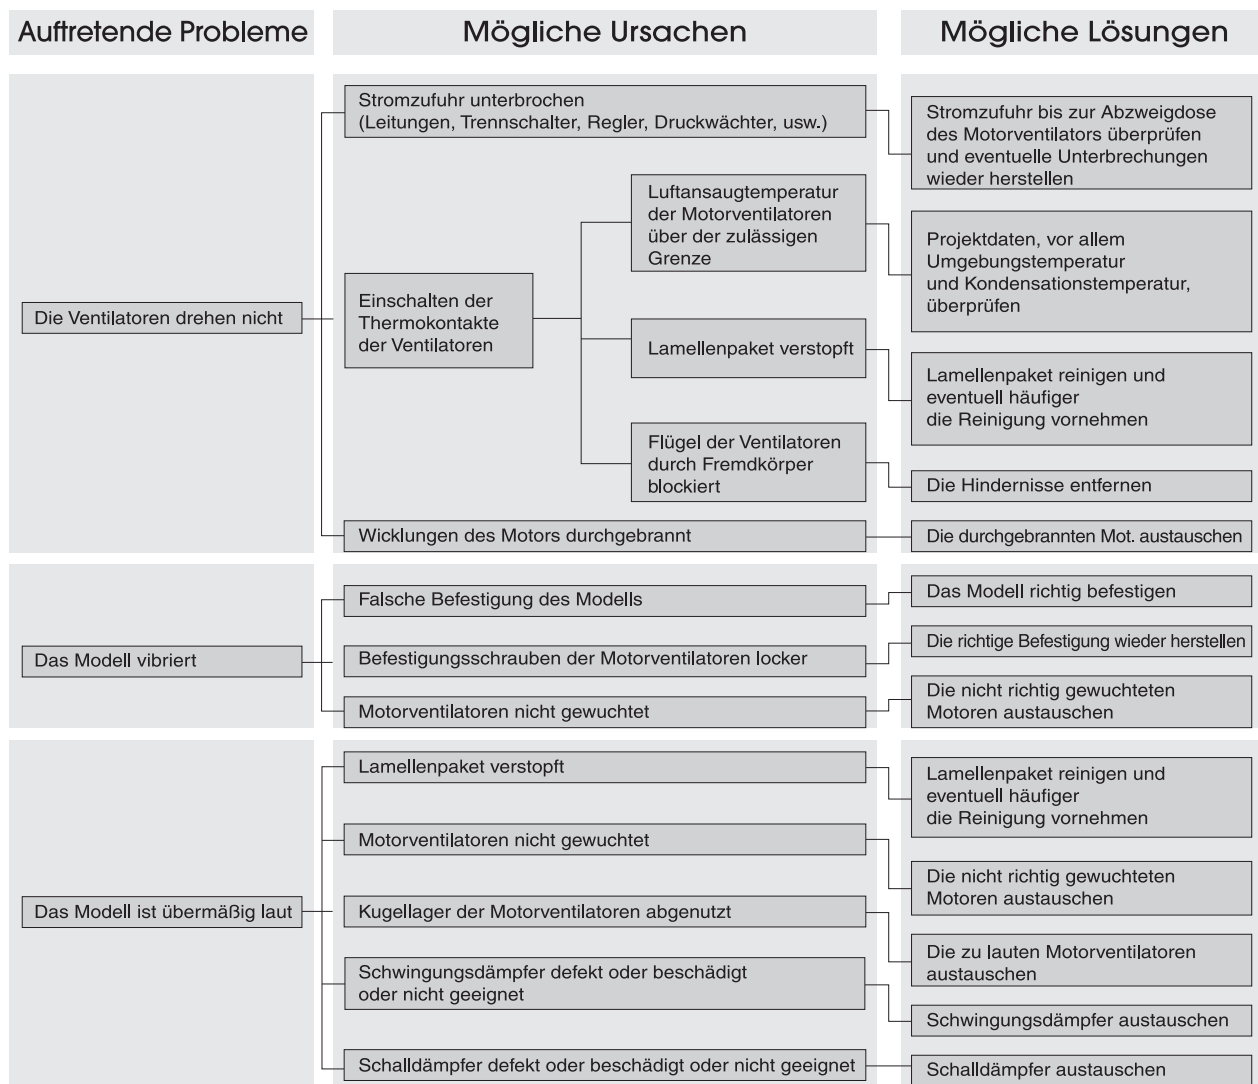 Auftretende Probleme
Mögliche Ursachen
Mögliche Lösungen
Die Ventilatoren drehen nicht
Stromzufuhr unterbrochen
(Leitungen, Trennschalter, Regler, Druckwächter, usw.)
Stromzufuhr bis zur Abzweigdose
des Motorventilators überprüfen
und eventuelle Unterbrechungen
wieder herstellen
Einschalten der
Thermokontakte
der Ventilatoren
Luftansaugtemperatur
der Motorventilatoren
über der zulässigen
Grenze
Projektdaten, vor allem
Umgebungstemperatur
und Kondensationstemperatur,
überprüfen
Lamellenpaket verstopft
Lamellenpaket reinigen und
eventuell häufiger
die Reinigung vornehmen
Flügel der Ventilatoren
durch Fremdkörper
blockiert
Die Hindernisse entfernen
Wicklungen des Motors durchgebrannt
Die durchgebrannten Mot. austauschen
Das Modell vibriert
Falsche Befestigung des Modells
Das Modell richtig befestigen
Befestigungsschrauben der Motorventilatoren locker
Die richtige Befestigung wieder herstellen
Motorventilatoren nicht gewuchtet
Die nicht richtig gewuchteten
Motoren austauschen
Das Modell ist übermäßig laut
Lamellenpaket verstopft
Lamellenpaket reinigen und
eventuell häufiger
die Reinigung vornehmen
Motorventilatoren nicht gewuchtet
Die nicht richtig gewuchteten
Motoren austauschen
Kugellager der Motorventilatoren abgenutzt
Die zu lauten Motorventilatoren
austauschen
Schwingungsdämpfer defekt oder beschädigt
oder nicht geeignet
Schwingungsdämpfer austauschen
Schalldämpfer defekt oder beschädigt oder nicht geeignet
Schalldämpfer austauschen